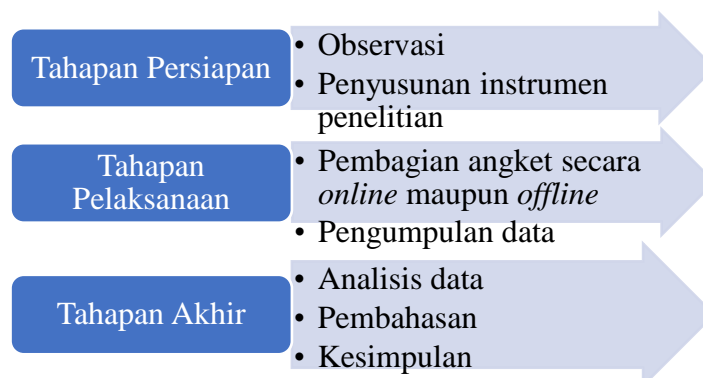 Tahapan Persiapan
• Observasi
• Penyusunan instrumen
penelitian
Tahapan
Pelaksanaan
• Pembagian angket secara
online maupun offline
• Pengumpulan data
Tahapan Akhir
• Analisis data
• Pembahasan
• Kesimpulan